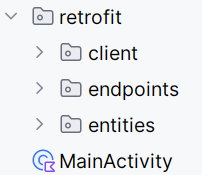 retrofit
client
endpoints
entities
MainActivity